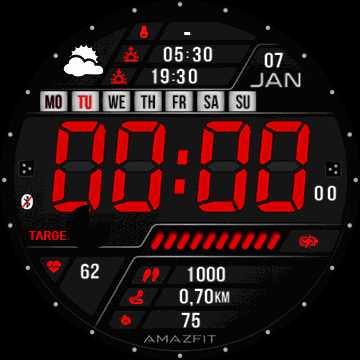 -
05:30
19:30
07
JAN
MO TU WE TH FR SA SU
00:00
00
TARGE
62
1000
0,70KM
75
AMAZFIT